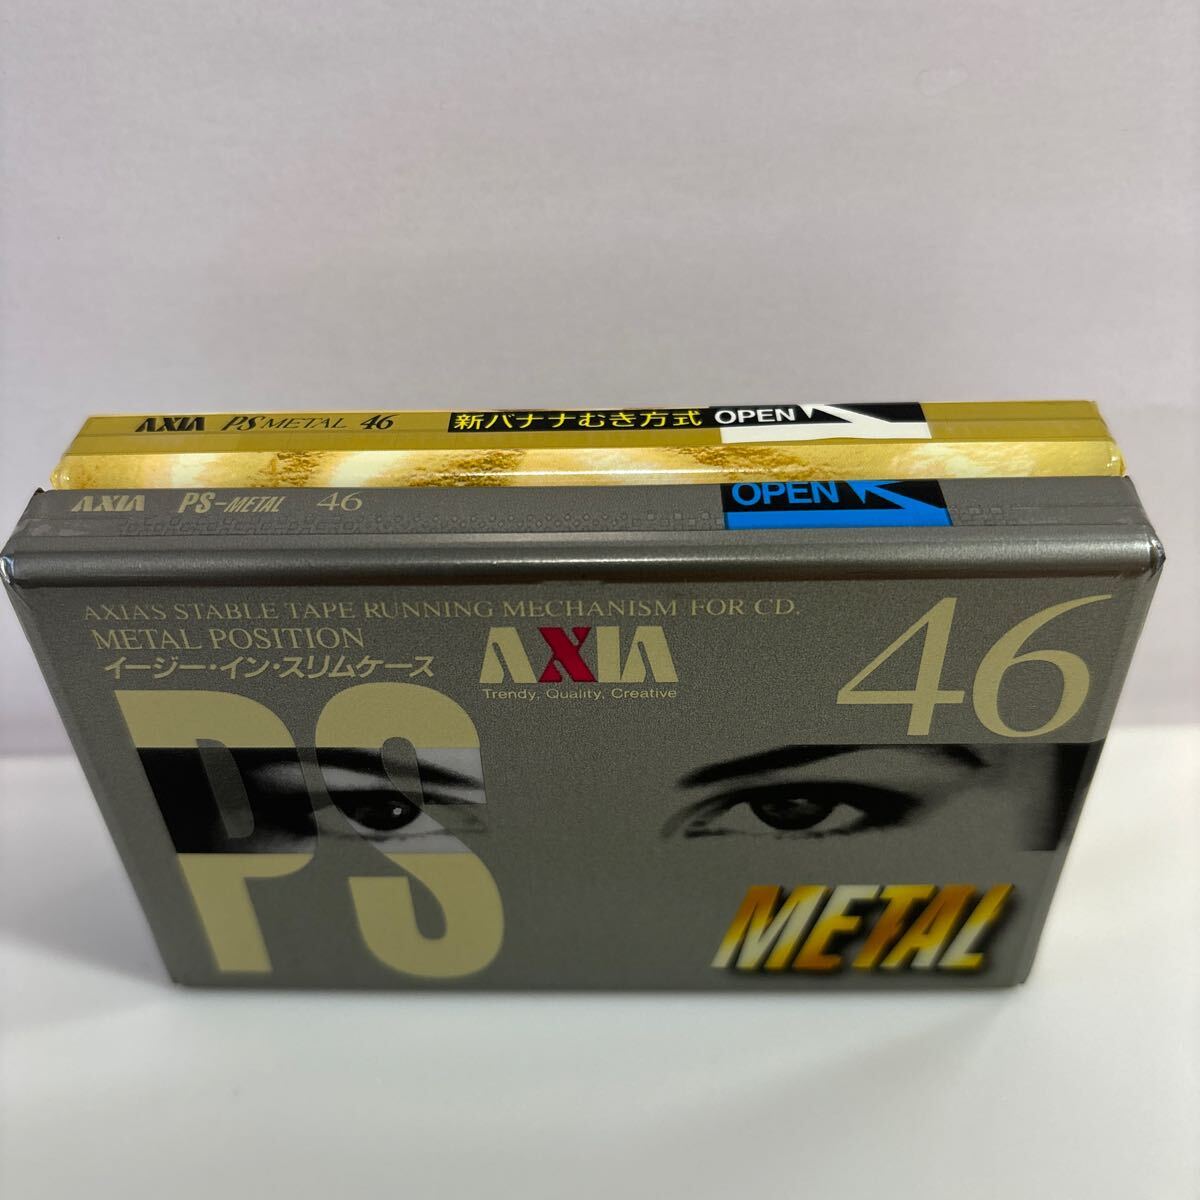 AXIA PS METAL 46 新バナナむき方式 OPEN
AXIA PS-METAL 46 OPEN
AXIA'S STABLE TAPE RUNNING MECHANISM FOR CD.
METAL POSITION
イージー・イン・スリムケース
AXIA
Trendy, Quality, Creative
46
PS
METAL